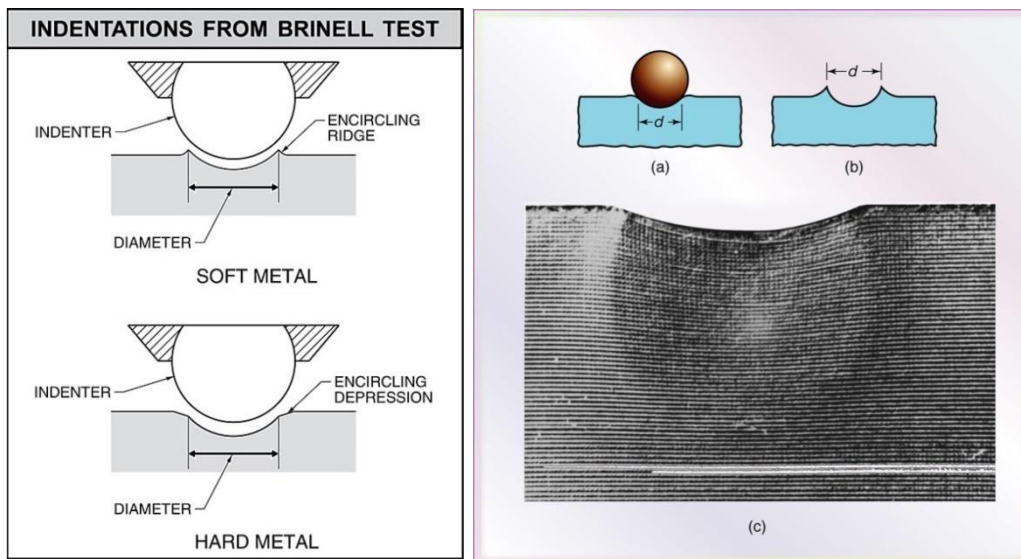 INDENTATIONS FROM BRINELL TEST
INDENTER
ENCIRCLING
RIDGE
DIAMETER
SOFT METAL
INDENTER
ENCIRCLING
DEPRESSION
DIAMETER
HARD METAL
d
(a)
d
(b)
(c)